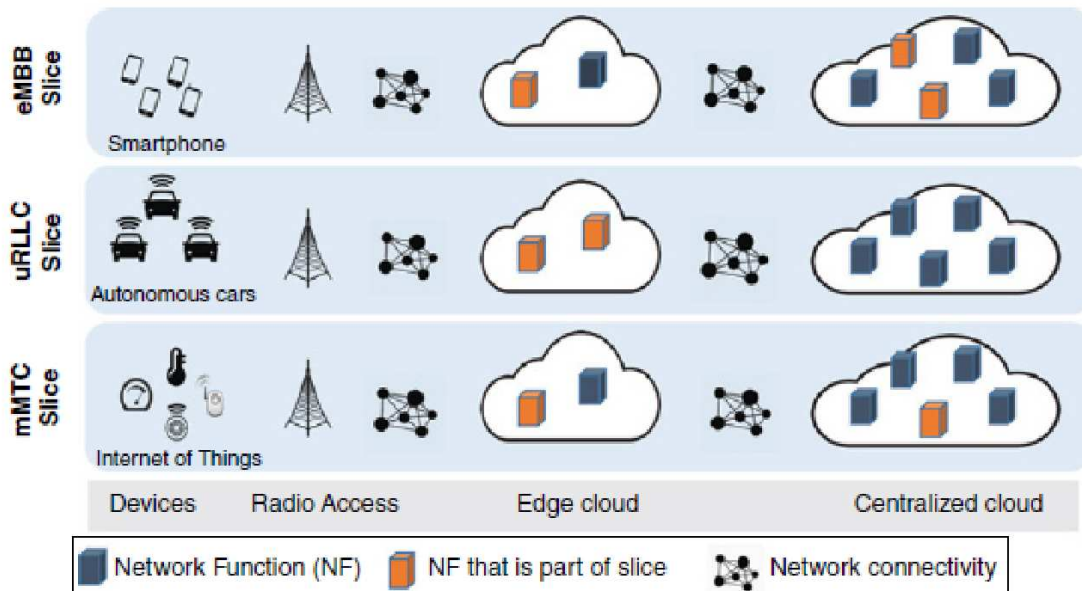 eMBB
Slice
Smartphone
uRLLC
Slice
Autonomous cars
mMTC
Slice
Internet of Things
Devices Radio Access Edge cloud Centralized cloud
Network Function (NF) NF that is part of slice Network connectivity